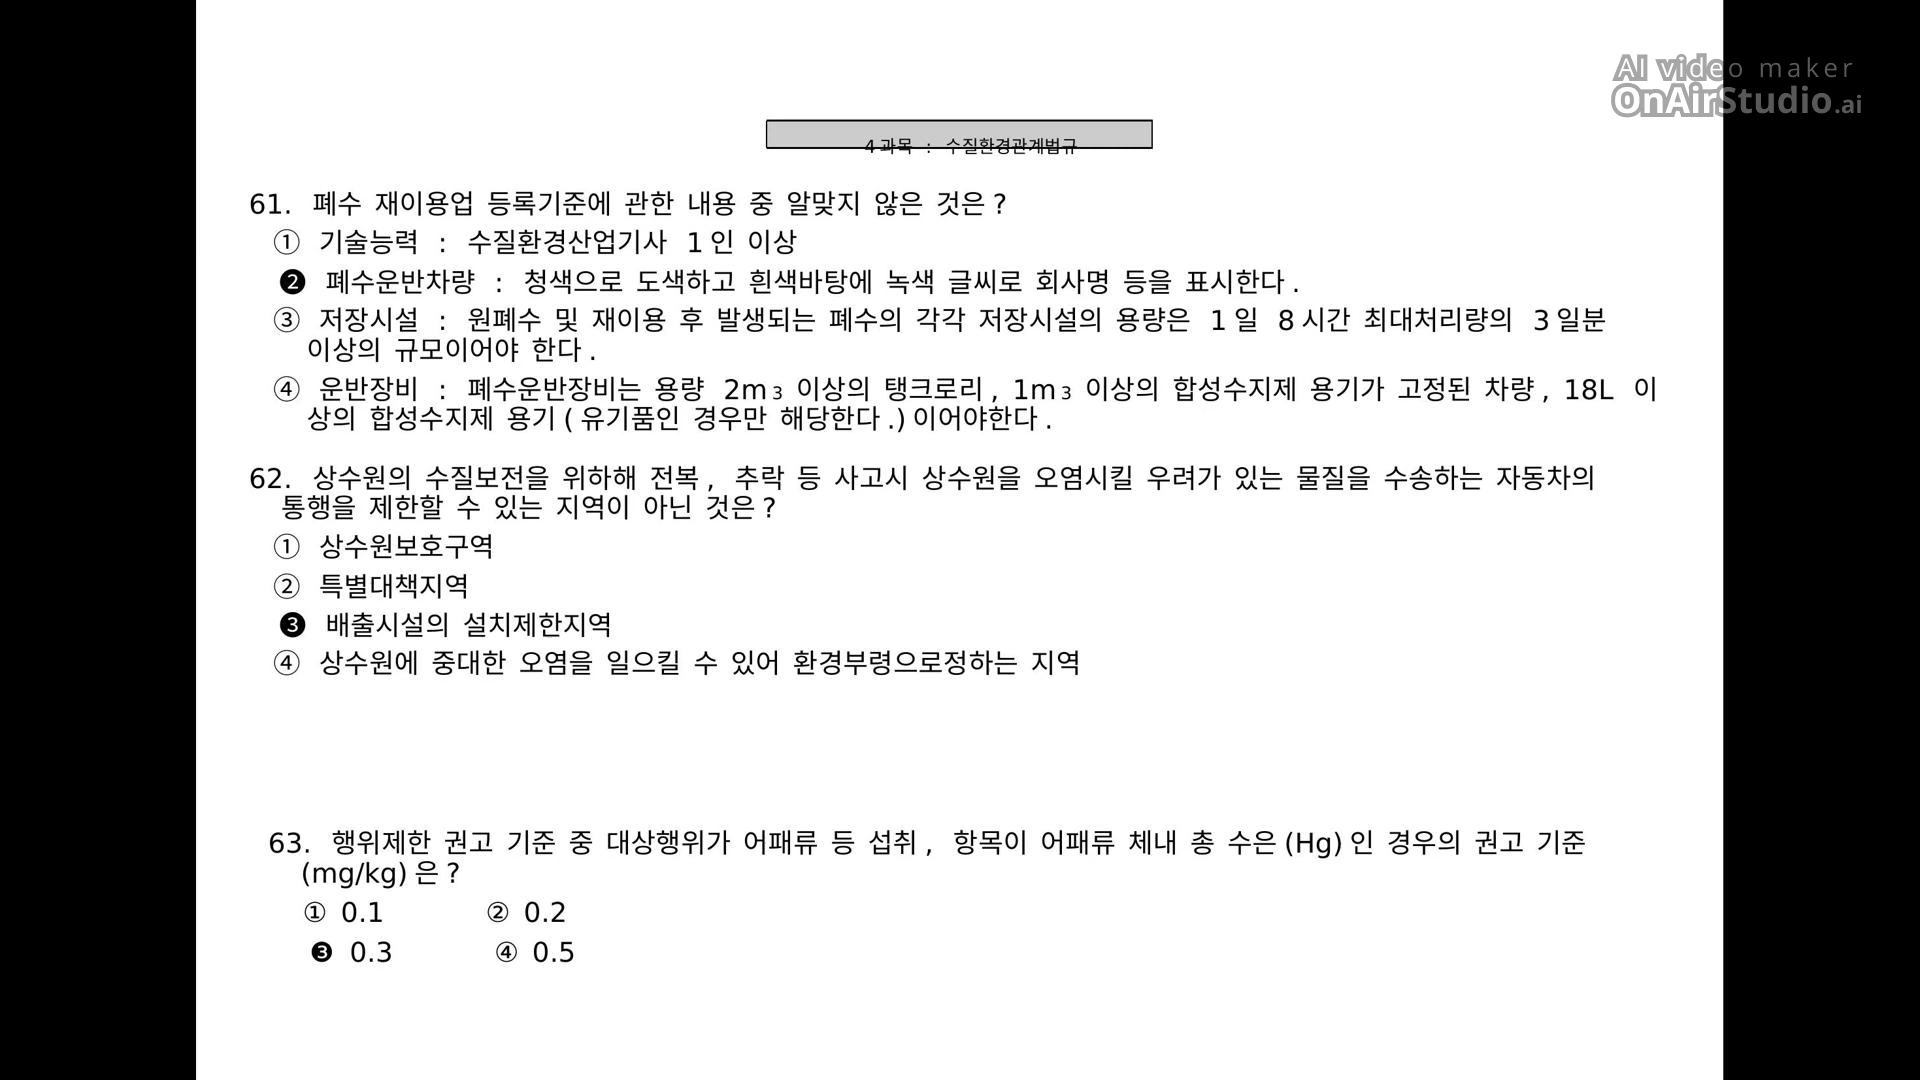 AI video maker
OnAirStudio.ai
4과목 : 수질환경관계법규
61. 폐수 재이용업 등록기준에 관한 내용 중 알맞지 않은 것은?
① 기술능력 : 수질환경산업기사 1인 이상
❷ 폐수운반차량 : 청색으로 도색하고 흰색바탕에 녹색 글씨로 회사명 등을 표시한다.
③ 저장시설 : 원폐수 및 재이용 후 발생되는 폐수의 각각 저장시설의 용량은 1일 8시간 최대처리량의 3일분
이상의 규모이어야 한다.
④ 운반장비 : 폐수운반장비는 용량 2m3 이상의 탱크로리, 1m3 이상의 합성수지제 용기가 고정된 차량, 18L 이
상의 합성수지제 용기(유기품인 경우만 해당한다.)이어야한다.
62. 상수원의 수질보전을 위하해 전복, 추락 등 사고시 상수원을 오염시킬 우려가 있는 물질을 수송하는 자동차의
통행을 제한할 수 있는 지역이 아닌 것은?
① 상수원보호구역
② 특별대책지역
❸ 배출시설의 설치제한지역
④ 상수원에 중대한 오염을 일으킬 수 있어 환경부령으로정하는 지역
63. 행위제한 권고 기준 중 대상행위가 어패류 등 섭취, 항목이 어패류 체내 총 수은(Hg)인 경우의 권고 기준
(mg/kg)은?
① 0.1 ② 0.2
❸ 0.3 ④ 0.5